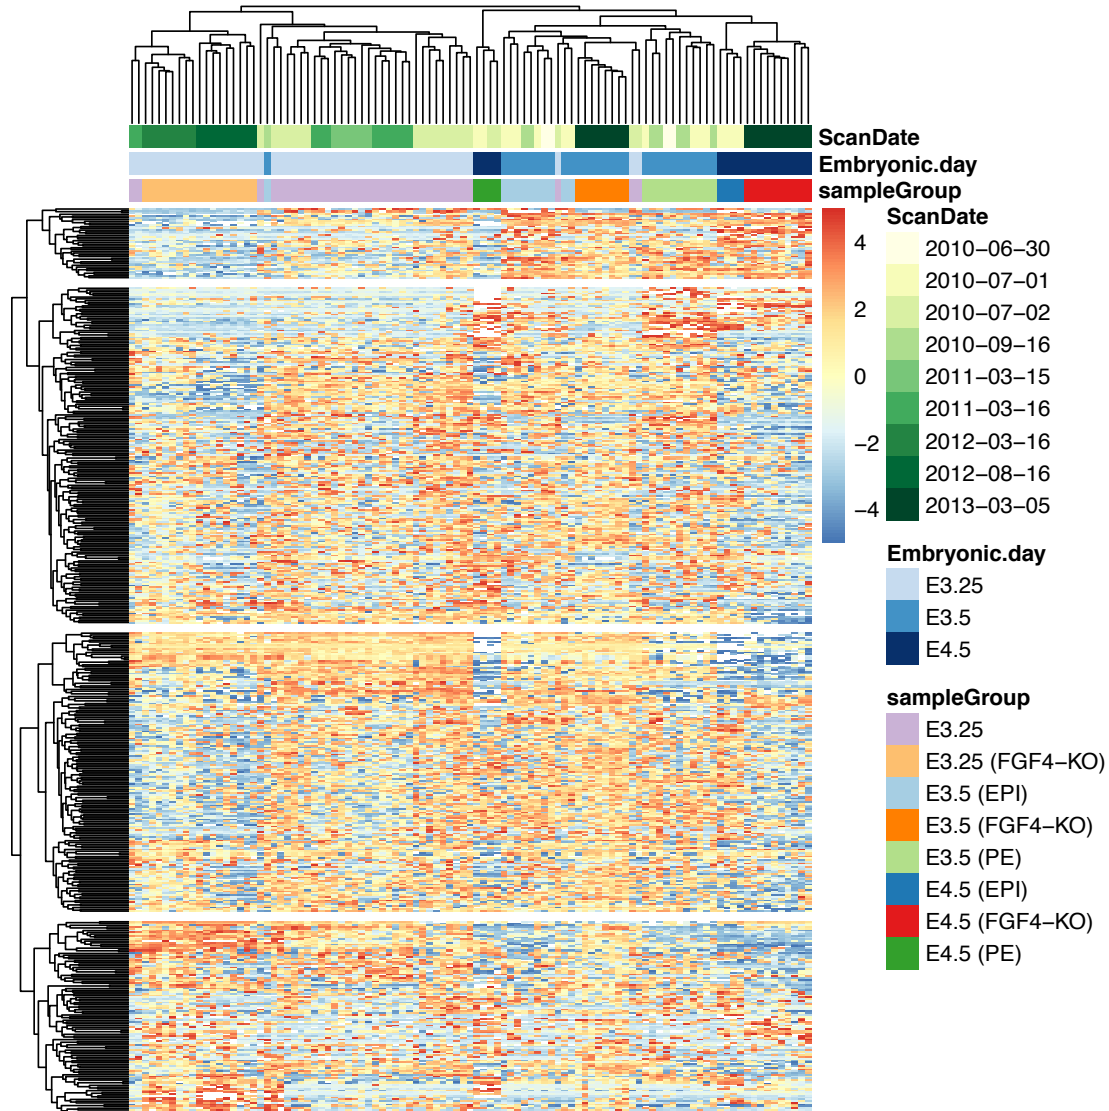 ScanDate
Embryonic.day
sampleGroup
4
2
0
−2
−4
ScanDate
2010−06−30
2010−07−01
2010−07−02
2010−09−16
2011−03−15
2011−03−16
2012−03−16
2012−08−16
2013−03−05
Embryonic.day
E3.25
E3.5
E4.5
sampleGroup
E3.25
E3.25 (FGF4−KO)
E3.5 (EPI)
E3.5 (FGF4−KO)
E3.5 (PE)
E4.5 (EPI)
E4.5 (FGF4−KO)
E4.5 (PE)